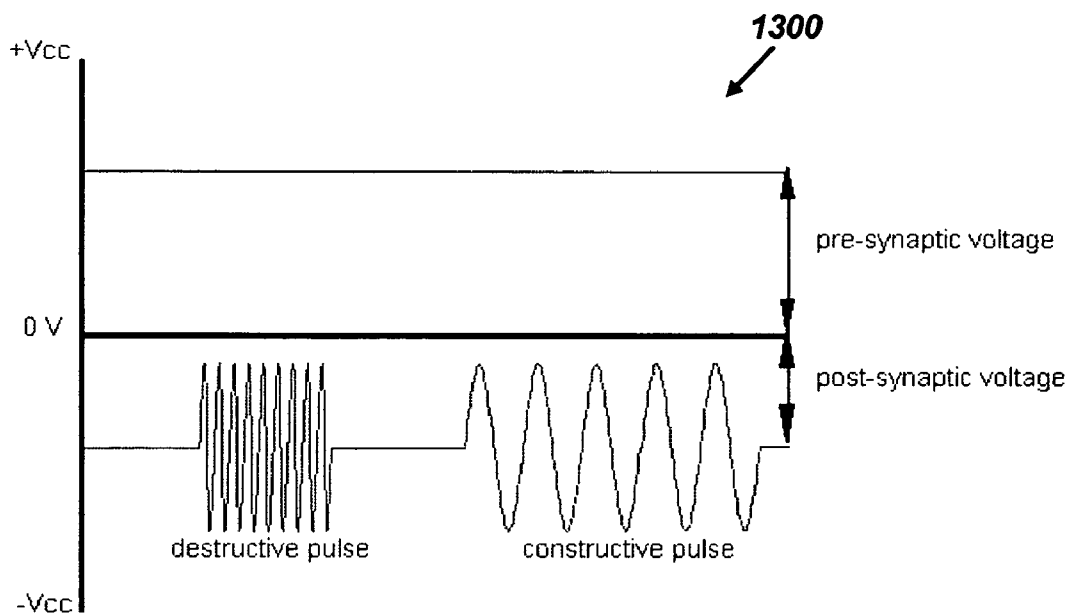 1300
+Vcc
pre-synaptic voltage
0 V
post-synaptic voltage
destructive pulse
constructive pulse
-Vcc